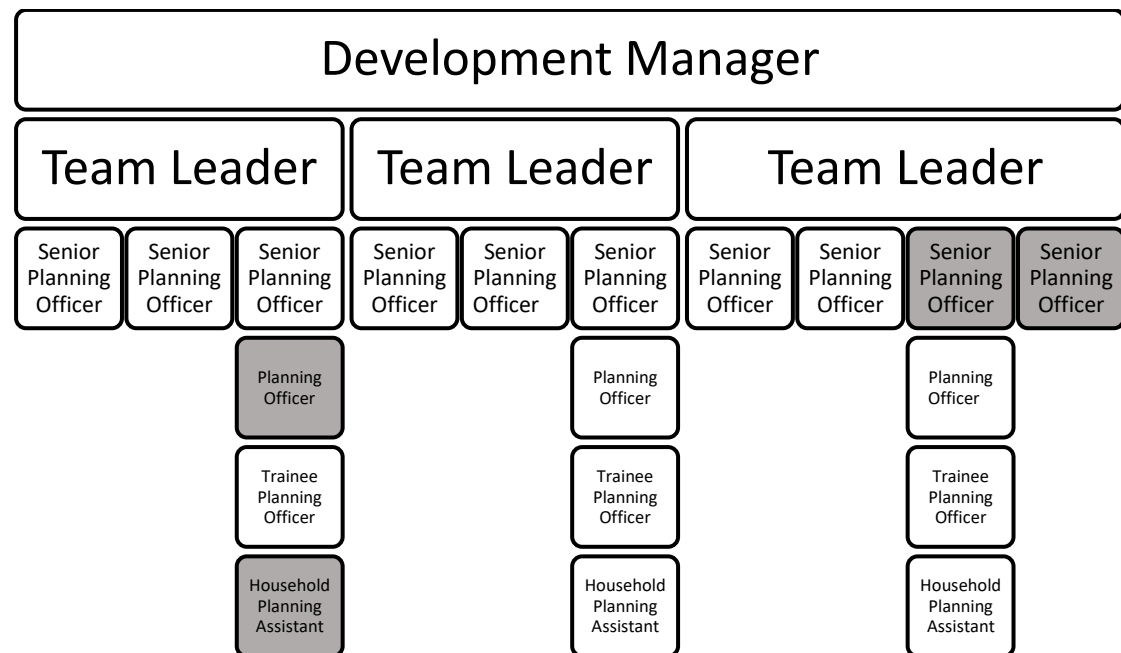 Development Manager
Team Leader
Team Leader
Team Leader
Senior
Planning
Officer
Senior
Planning
Officer
Senior
Planning
Officer
Senior
Planning
Officer
Senior
Planning
Officer
Senior
Planning
Officer
Senior
Planning
Officer
Senior
Planning
Officer
Senior
Planning
Officer
Senior
Planning
Officer
Planning
Officer
Planning
Officer
Planning
Officer
Trainee
Planning
Officer
Trainee
Planning
Officer
Trainee
Planning
Officer
Household
Planning
Assistant
Household
Planning
Assistant
Household
Planning
Assistant